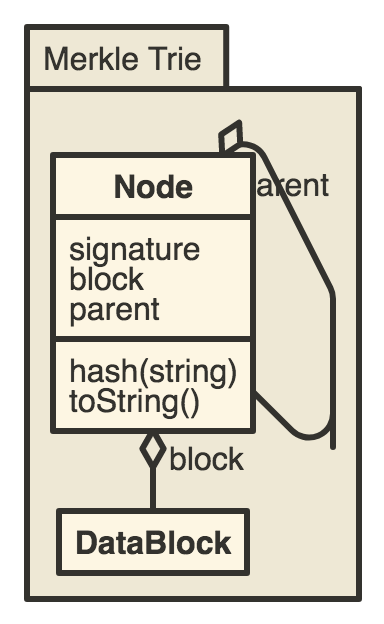 Merkle Trie
arent
Node
signature
block
parent
hash(string)
toString()
block
DataBlock